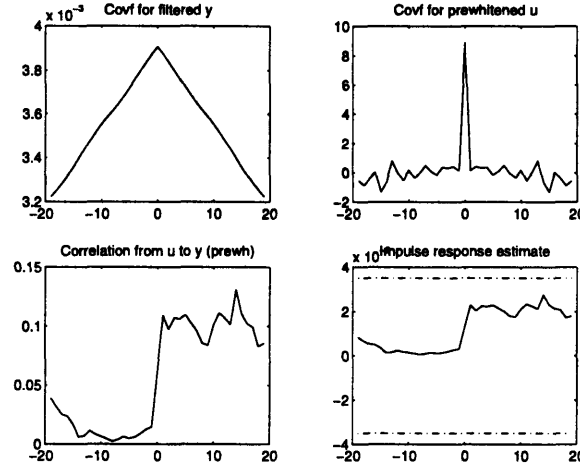 Covf for filtered y
x 10⁻³
4
3.8
3.6
3.4
3.2
-20 -10 0 10 20
Covf for prewhitened u
10
8
6
4
2
0
-2
-20 -10 0 10 20
Correlation from u to y (prewh)
0.15
0.1
0.05
0
-20 -10 0 10 20
Impulse response estimate
x 10
4
2
0
-2
-4
-20 -10 0 10 20